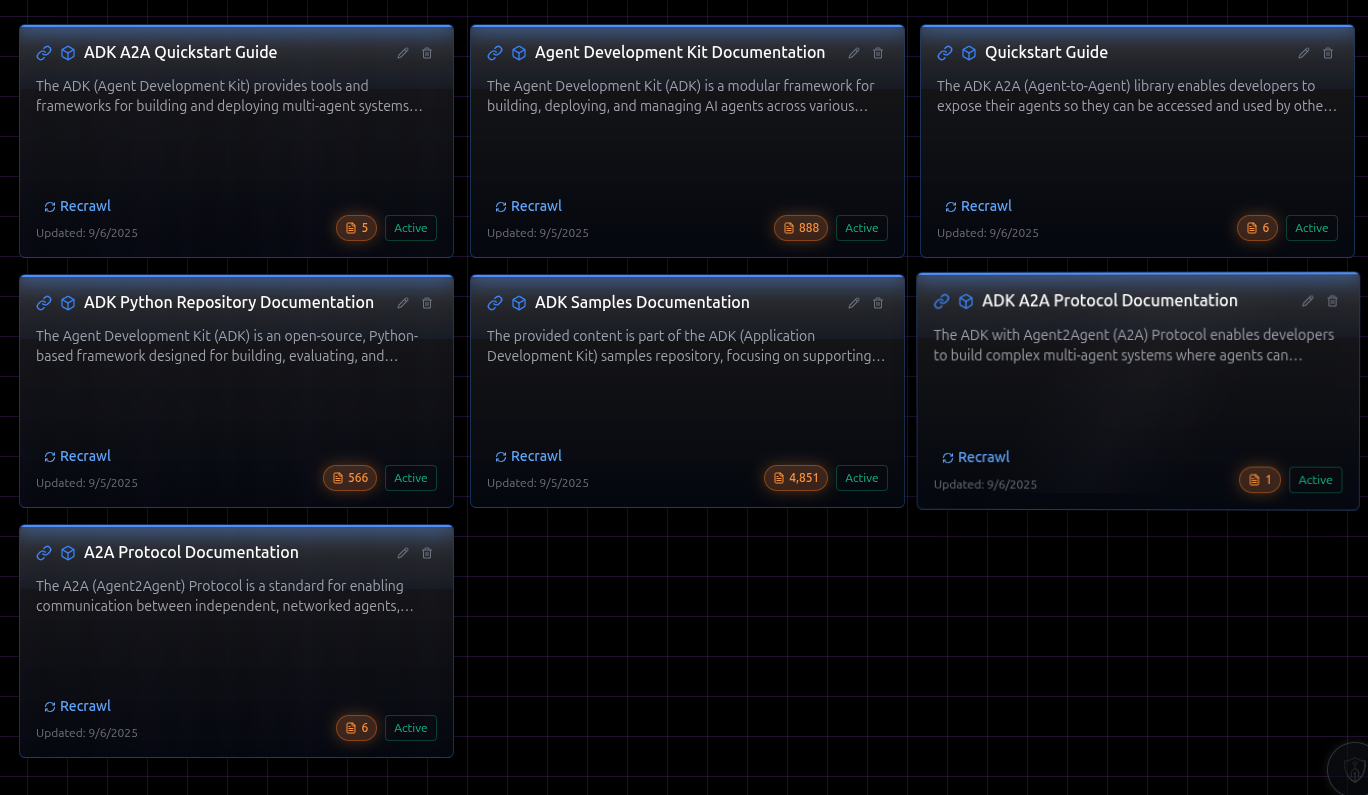 ADK A2A Quickstart Guide
The ADK (Agent Development Kit) provides tools and
frameworks for building and deploying multi-agent systems…
Recrawl
Updated: 9/6/2025
5
Active
Agent Development Kit Documentation
The Agent Development Kit (ADK) is a modular framework for
building, deploying, and managing AI agents across various…
Recrawl
Updated: 9/5/2025
888
Active
Quickstart Guide
The ADK A2A (Agent-to-Agent) library enables developers to
expose their agents so they can be accessed and used by othe…
Recrawl
Updated: 9/6/2025
6
Active
ADK Python Repository Documentation
The Agent Development Kit (ADK) is an open-source, Python-
based framework designed for building, evaluating, and…
Recrawl
Updated: 9/5/2025
566
Active
ADK Samples Documentation
The provided content is part of the ADK (Application
Development Kit) samples repository, focusing on supporting…
Recrawl
Updated: 9/5/2025
4,851
Active
ADK A2A Protocol Documentation
The ADK with Agent2Agent (A2A) Protocol enables developers
to build complex multi-agent systems where agents can…
Recrawl
Updated: 9/6/2025
1
Active
A2A Protocol Documentation
The A2A (Agent2Agent) Protocol is a standard for enabling
communication between independent, networked agents,…
Recrawl
Updated: 9/6/2025
6
Active